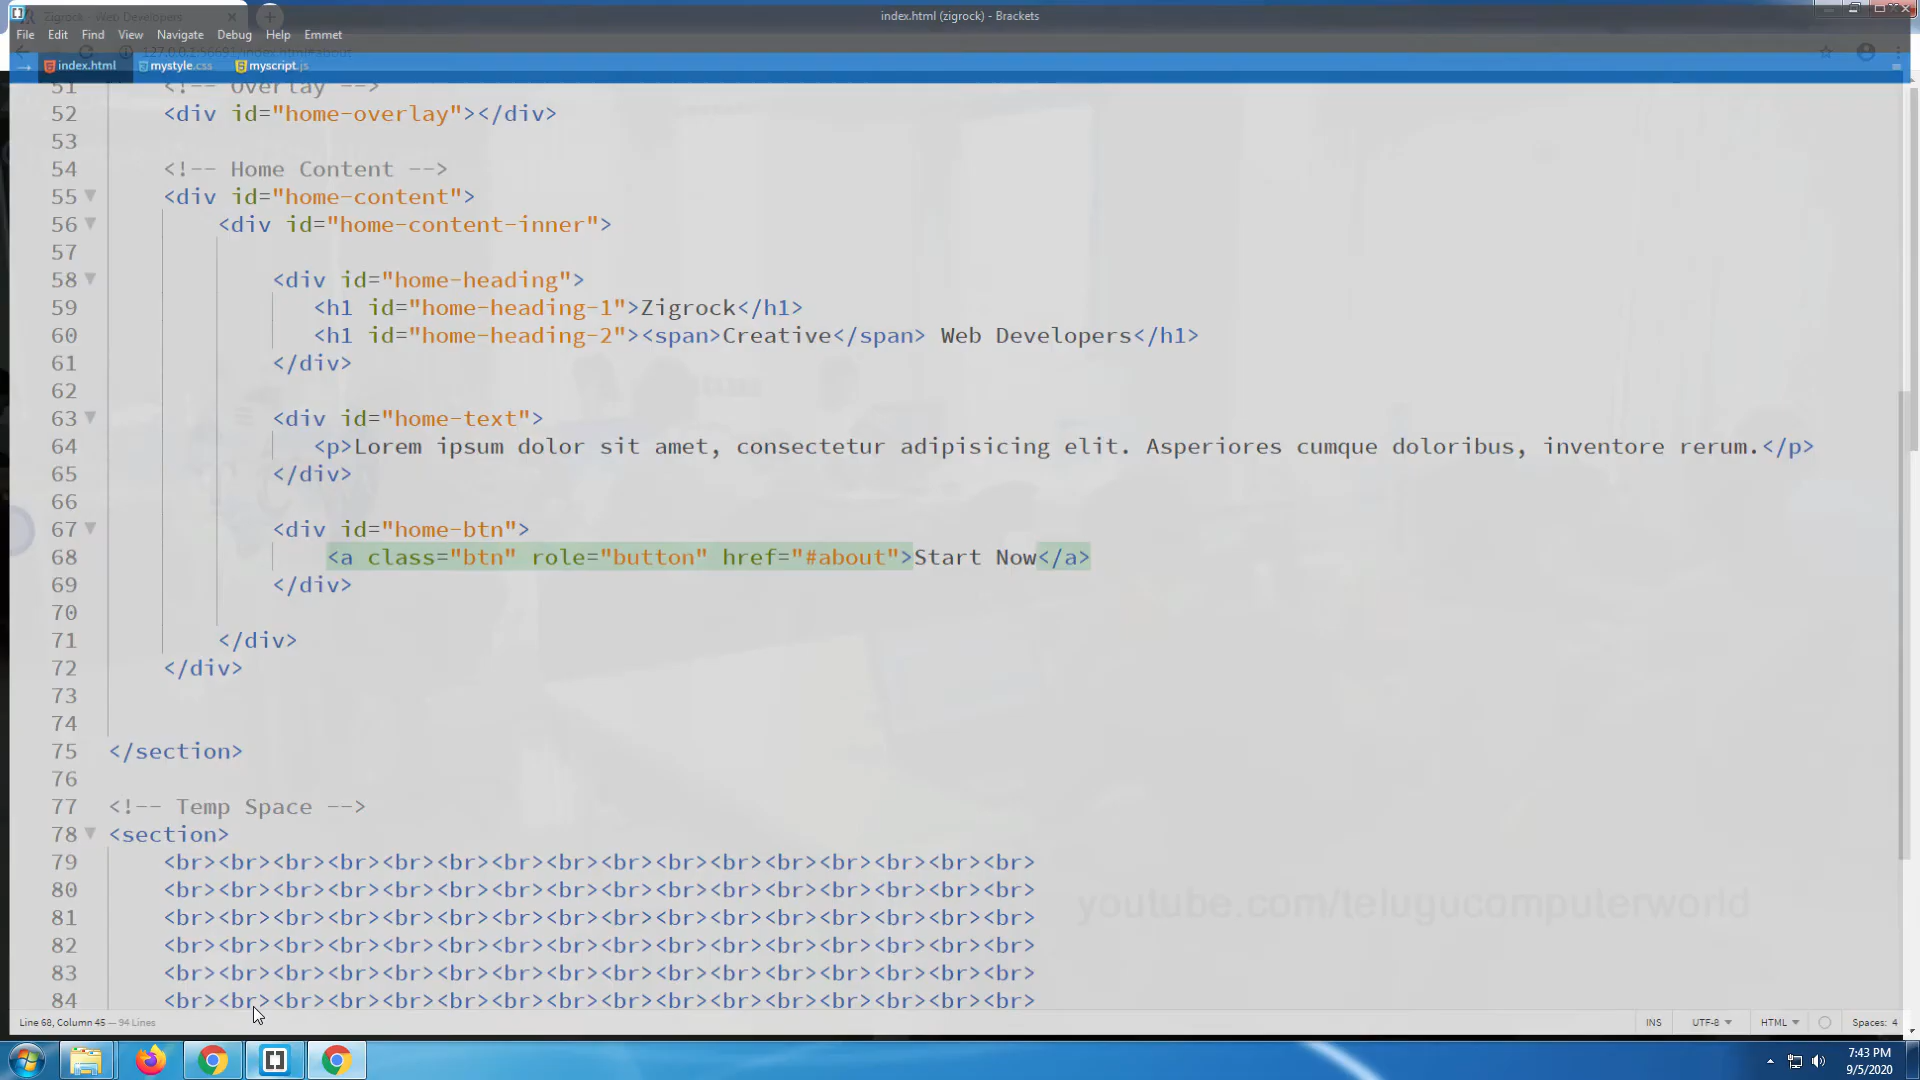 Zigrock - Web Developers
index.html (zigrock) - Brackets
File Edit Find View Navigate Debug Help Emmet
index.html mystyle.css myscript.js
51 <!-- Overlay -->
52 <div id="home-overlay"></div>
53
54 <!-- Home Content -->
55 <div id="home-content">
56 <div id="home-content-inner">
57
58 <div id="home-heading">
59 <h1 id="home-heading-1">Zigrock</h1>
60 <h1 id="home-heading-2"><span>Creative</span> Web Developers</h1>
61 </div>
62
63 <div id="home-text">
64 <p>Lorem ipsum dolor sit amet, consectetur adipisicing elit. Asperiores cumque doloribus, inventore rerum.</p>
65 </div>
66
67 <div id="home-btn">
68 <a class="btn" role="button" href="#about">Start Now</a>
69 </div>
70
71 </div>
72 </div>
73
74
75 </section>
76
77 <!-- Temp Space -->
78 <section>
79 <br><br><br><br><br><br><br><br><br><br><br><br><br><br><br><br>
80 <br><br><br><br><br><br><br><br><br><br><br><br><br><br><br><br>
81 <br><br><br><br><br><br><br><br><br><br><br><br><br><br><br><br>
youtube.com/telugucomputerworld
82 <br><br><br><br><br><br><br><br><br><br><br><br><br><br><br><br>
83 <br><br><br><br><br><br><br><br><br><br><br><br><br><br><br><br>
84 <br><br><br><br><br><br><br><br><br><br><br><br><br><br><br><br>
Line 68, Column 45 — 94 Lines INS UTF-8 HTML Spaces: 4
7:43 PM
9/5/2020